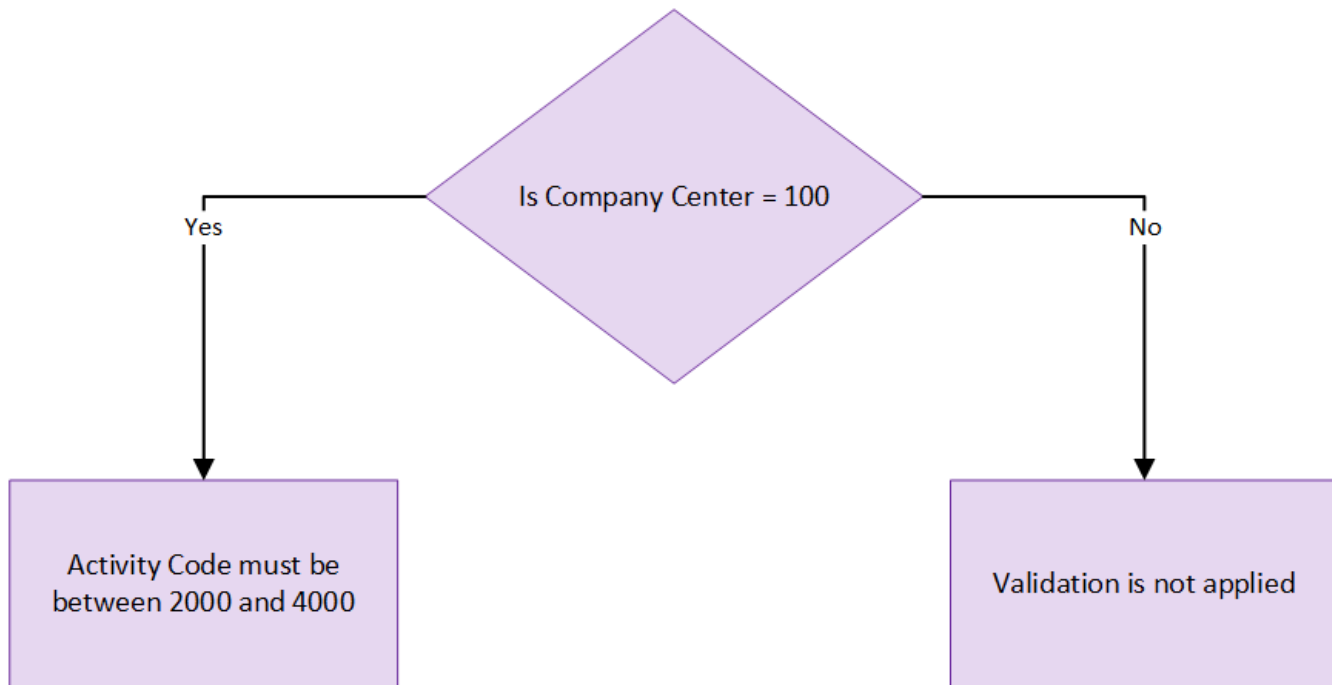 Is Company Center = 100
Yes
No
Activity Code must be
between 2000 and 4000
Validation is not applied